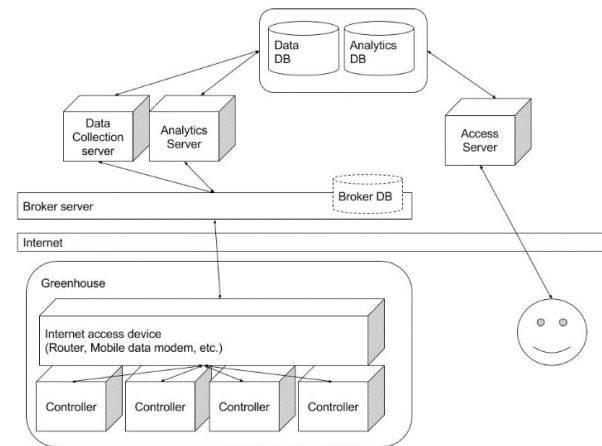 Data
DB
Analytics
DB
Data
Collection
server
Analytics
Server
Access
Server
Broker server
Broker DB
Internet
Greenhouse
Internet access device
(Router, Mobile data modem, etc.)
Controller
Controller
Controller
Controller